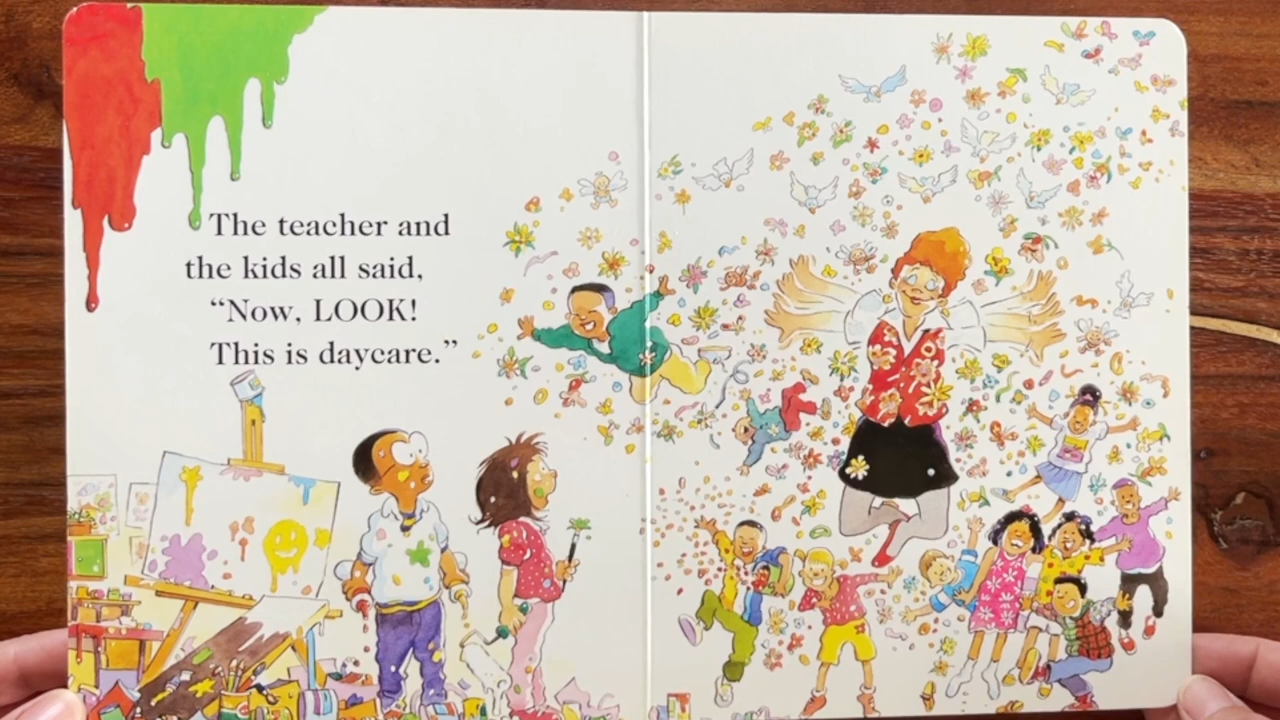 The teacher and
the kids all said,
“Now, LOOK!
This is daycare.”